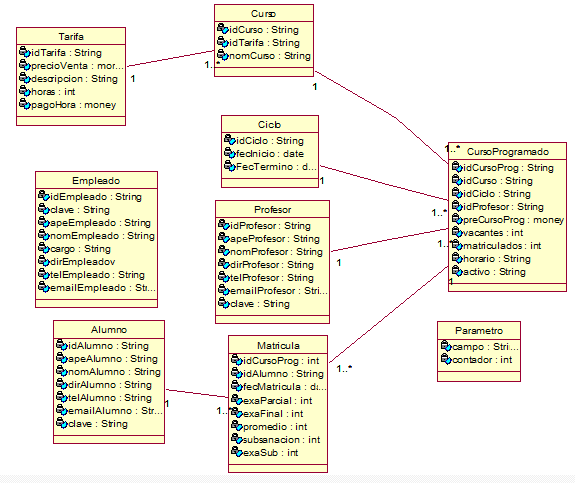 Curso
idCurso : String
idTarifa : String
nomCurso : String
Tarifa
idTarifa : String
precioVenta : mor...
descripcion : String
horas : int
pagoHora : money
1
1..*
1
Ciclo
idCiclo : String
fecInicio : date
FecTermino : d...
1
CursoProgramado
idCursoProg : String
idCurso : String
idCiclo : String
idProfesor : String
preCursoProg : money
vacantes : int
matriculados : int
horario : String
activo : String
1..*
1..*
1..*
1
Empleado
idEmpleado : String
clave : String
apeEmpleado : String
nomEmpleado : String
cargo : String
dirEmpleadov
telEmpleado : String
emailEmpleado : Str...
Profesor
idProfesor : String
apeProfesor : String
nomProfesor : String
dirProfesor : String
telProfesor : String
emailProfesor : Stri...
clave : String
1
Alumno
idAlumno : String
apeAlumno : String
nomAlumno : String
dirAlumno : String
telAlumno : String
emailAlumno : St...
clave : String
1
Matricula
idCursoProg : int
idAlumno : String
fecMatricula : d...
exaParcial : int
exaFinal : int
promedio : int
subsanacion : int
exaSub : int
1..*
1..*
Parametro
campo : Stri...
contador : int